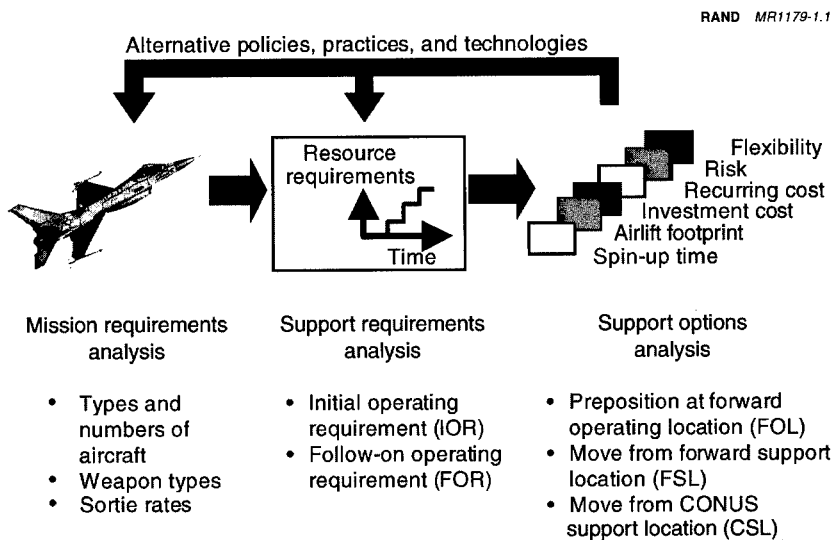 RAND MR1179-1.1
Alternative policies, practices, and technologies
Resource
requirements
Time
Flexibility
Risk
Recurring cost
Investment cost
Airlift footprint
Spin-up time
Mission requirements
analysis
• Types and
numbers of
aircraft
• Weapon types
• Sortie rates
Support requirements
analysis
• Initial operating
requirement (IOR)
• Follow-on operating
requirement (FOR)
Support options
analysis
• Preposition at forward
operating location (FOL)
• Move from forward support
location (FSL)
• Move from CONUS
support location (CSL)